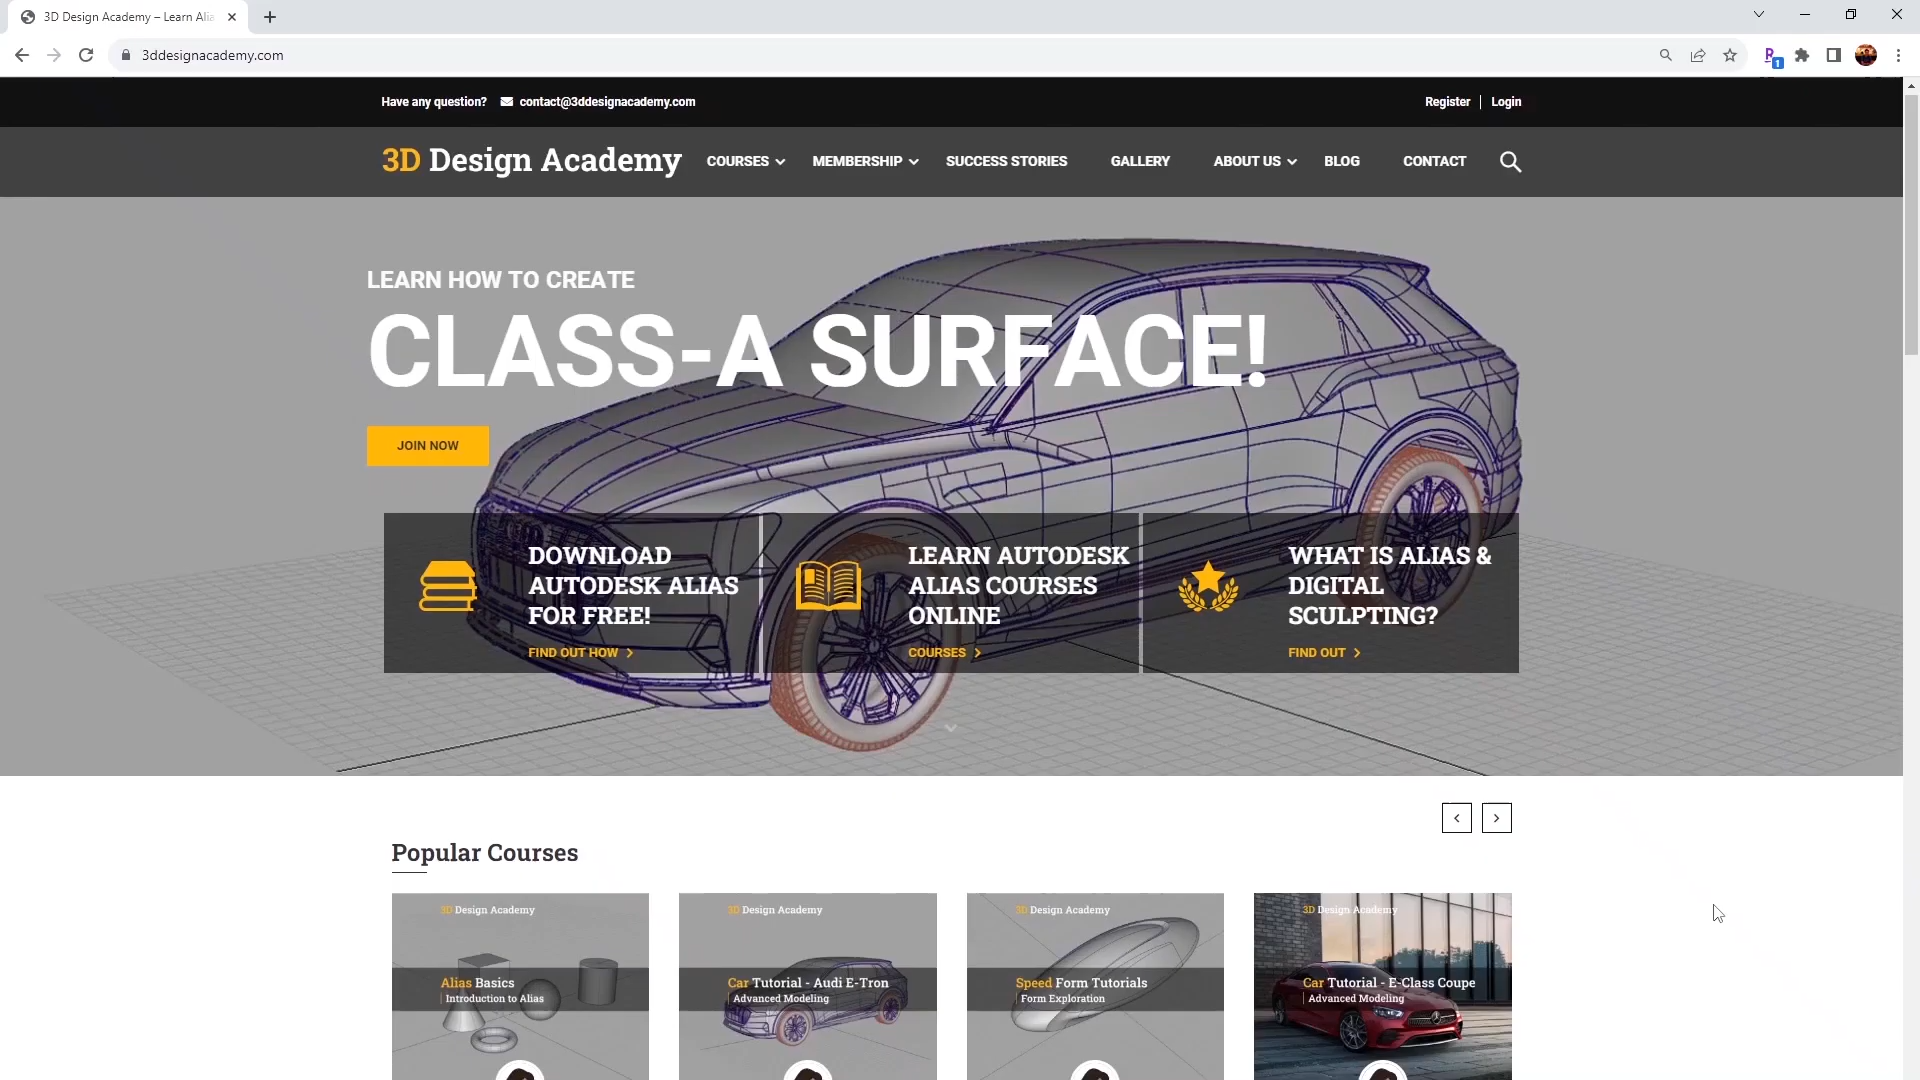 3D Design Academy – Learn Alia
3ddesignacademy.com
1
Have any question? contact@3ddesignacademy.com
Register Login
3D Design Academy
COURSES MEMBERSHIP SUCCESS STORIES GALLERY ABOUT US BLOG CONTACT
LEARN HOW TO CREATE
CLASS-A SURFACE!
JOIN NOW
DOWNLOAD
AUTODESK ALIAS
FOR FREE!
FIND OUT HOW
LEARN AUTODESK
ALIAS COURSES
ONLINE
COURSES
WHAT IS ALIAS &
DIGITAL
SCULPTING?
FIND OUT
Popular Courses
3D Design Academy
Alias Basics
Introduction to Alias
3D Design Academy
Car Tutorial - Audi E-Tron
Advanced Modeling
3D Design Academy
Speed Form Tutorials
Form Exploration
3D Design Academy
Car Tutorial - E-Class Coupe
Advanced Modeling